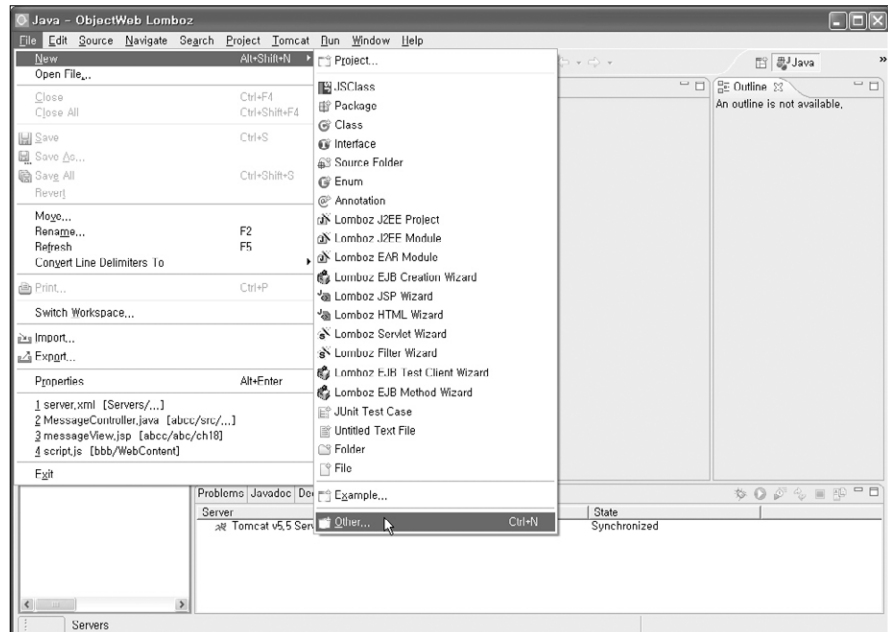 Java - ObjectWeb Lomboz
File Edit Source Navigate Search Project Tomcat Run Window Help
New Alt+Shift+N
Open File...
Close Ctrl+F4
Close All Ctrl+Shift+F4
Save Ctrl+S
Save As...
Save All Ctrl+Shift+S
Revert
Move...
Rename... F2
Refresh F5
Convert Line Delimiters To
Print... Ctrl+P
Switch Workspace...
Import...
Export...
Properties Alt+Enter
1 server.xml [Servers/...]
2 MessageController.java [abcc/src/...]
3 messageView.jsp [abcc/abc/ch18]
4 script.js [bbb/WebContent]
Exit
Project...
JSClass
Package
Class
Interface
Source Folder
Enum
Annotation
Lomboz J2EE Project
Lomboz J2EE Module
Lomboz EAR Module
Lomboz EJB Creation Wizard
Lomboz JSP Wizard
Lomboz HTML Wizard
Lomboz Servlet Wizard
Lomboz Filter Wizard
Lomboz EJB Test Client Wizard
Lomboz EJB Method Wizard
JUnit Test Case
Untitled Text File
Folder
File
Example...
Other... Ctrl+N
Java
Outline
An outline is not available.
Problems Javadoc
Server State
Tomcat v5.5 Synchronized
Servers